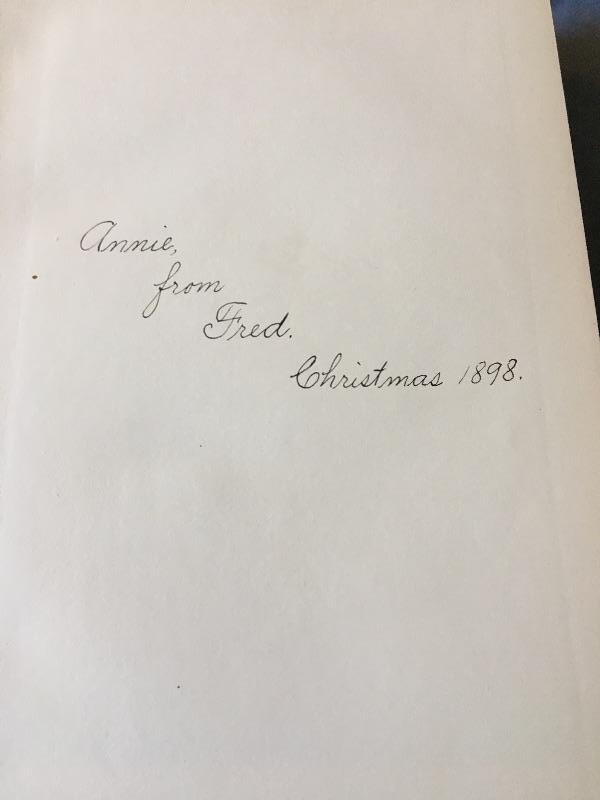 Annie,
from
Fred.
Christmas 1898.